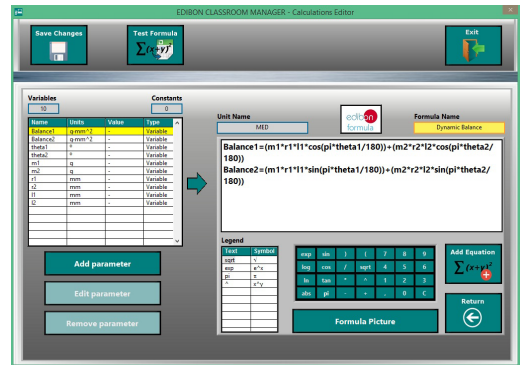 EDIBON CLASSROOM MANAGER - Calculations Editor
Save Changes
Test Formula
Σ(x+y)²
Exit
Variables
Constants
10
0
Name Units Value Type
Balance1 g·mm^2 - Variable
Balance2 g·mm^2 - Variable
theta1 ° - Variable
theta2 ° - Variable
m1 g - Variable
m2 g - Variable
r1 mm - Variable
r2 mm - Variable
l1 mm - Variable
l2 mm - Variable
Add parameter
Edit parameter
Remove parameter
Unit Name
MED
edibon
formula
Formula Name
Dynamic Balance
Balance1=(m1*r1*l1*cos(pi*theta1/180))+(m2*r2*l2*cos(pi*theta2/
180))
Balance2=(m1*r1*l1*sin(pi*theta1/180))+(m2*r2*l2*sin(pi*theta2/
180))
Legend
Text Symbol
sqrt √
exp e^x
pi π
^ x^y
exp sin ) ( 7 8 9
log cos / sqrt 4 5 6
ln tan * ^ 1 2 3
abs pi - + . 0 C
Formula Picture
Add Equation
Σ(x+y)²
Return